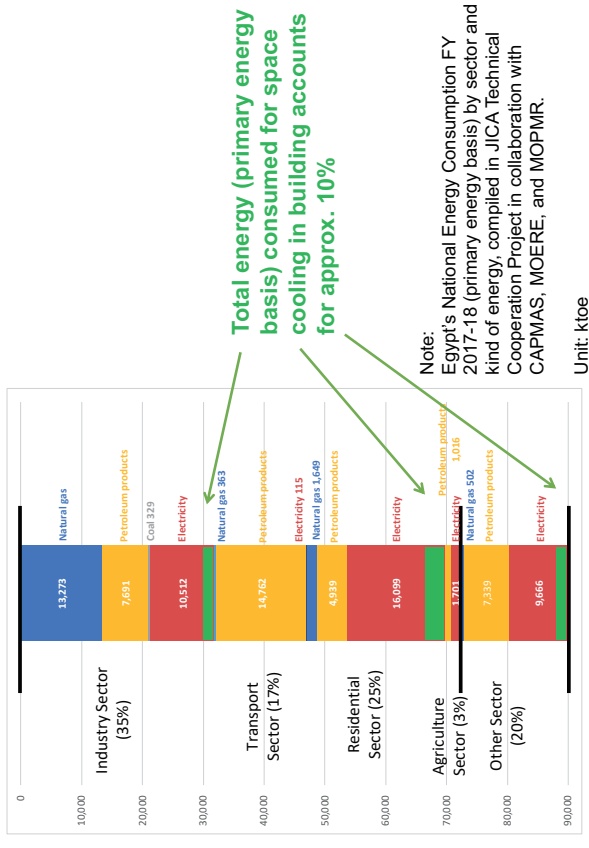 0
10,000
20,000
30,000
40,000
50,000
60,000
70,000
80,000
90,000
Industry Sector
(35%)
Transport
Sector (17%)
Residential
Sector (25%)
Agriculture
Sector (3%)
Other Sector
(20%)
13,273
7,691
10,512
14,762
4,939
16,099
1,701
7,339
9,666
Natural gas
Petroleum products
Coal 329
Electricity
Natural gas 363
Petroleum products
Electricity 115
Natural gas 1,649
Petroleum products
Electricity
Petroleum products
1,016
Electricity
Natural gas 502
Petroleum products
Electricity
Total energy (primary energy
basis) consumed for space
cooling in building accounts
for approx. 10%
Note:
Egypt's National Energy Consumption FY
2017-18 (primary energy basis) by sector and
kind of energy, compiled in JICA Technical
Cooperation Project in collaboration with
CAPMAS, MOERE, and MOPMR.
Unit: ktoe